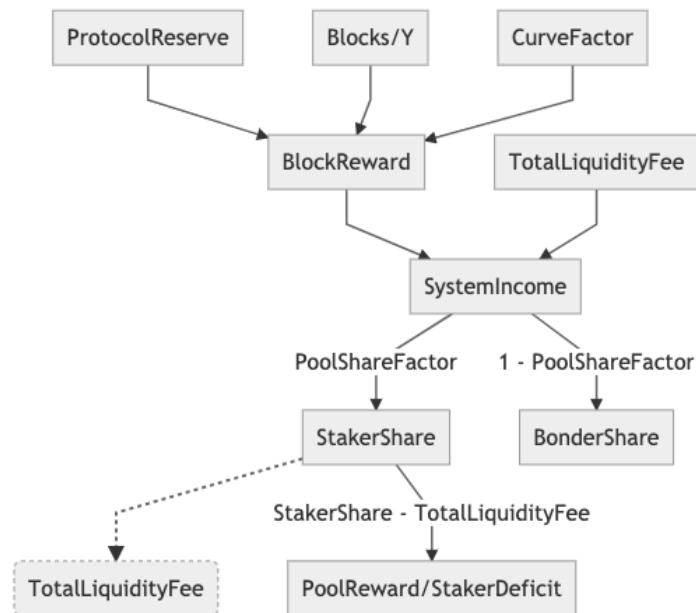 ProtocolReserve
Blocks/Y
CurveFactor
BlockReward
TotalLiquidityFee
SystemIncome
PoolShareFactor
1 - PoolShareFactor
StakerShare
BonderShare
StakerShare - TotalLiquidityFee
TotalLiquidityFee
PoolReward/StakerDeficit